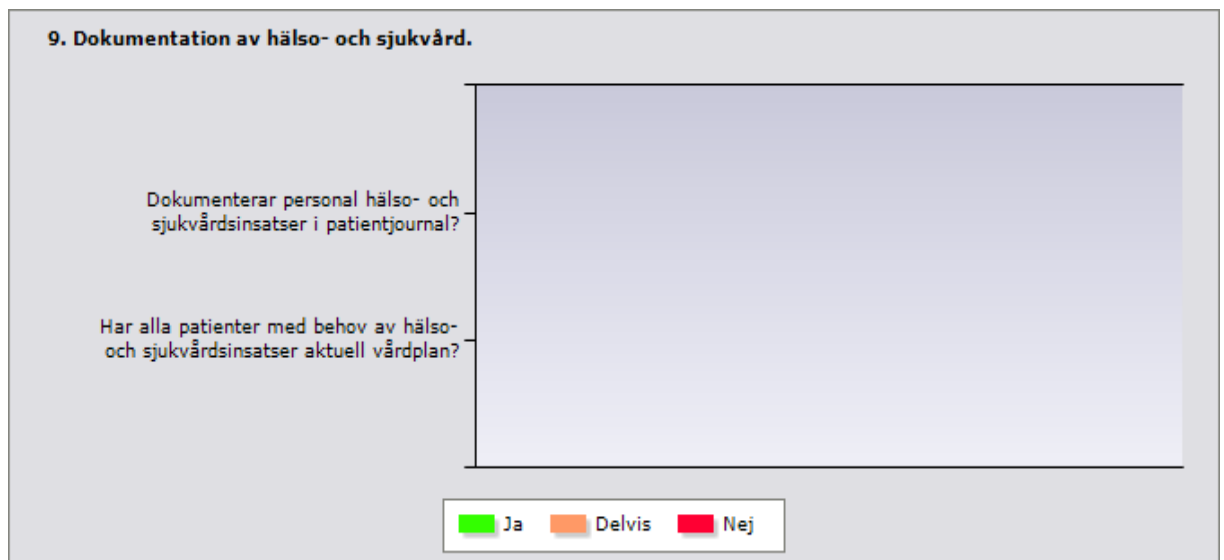 9. Dokumentation av hälso- och sjukvård.
Dokumenterar personal hälso- och
sjukvårdsinsatser i patientjournal?
Har alla patienter med behov av hälso-
och sjukvårdsinsatser aktuell vårdplan?
Ja
Delvis
Nej